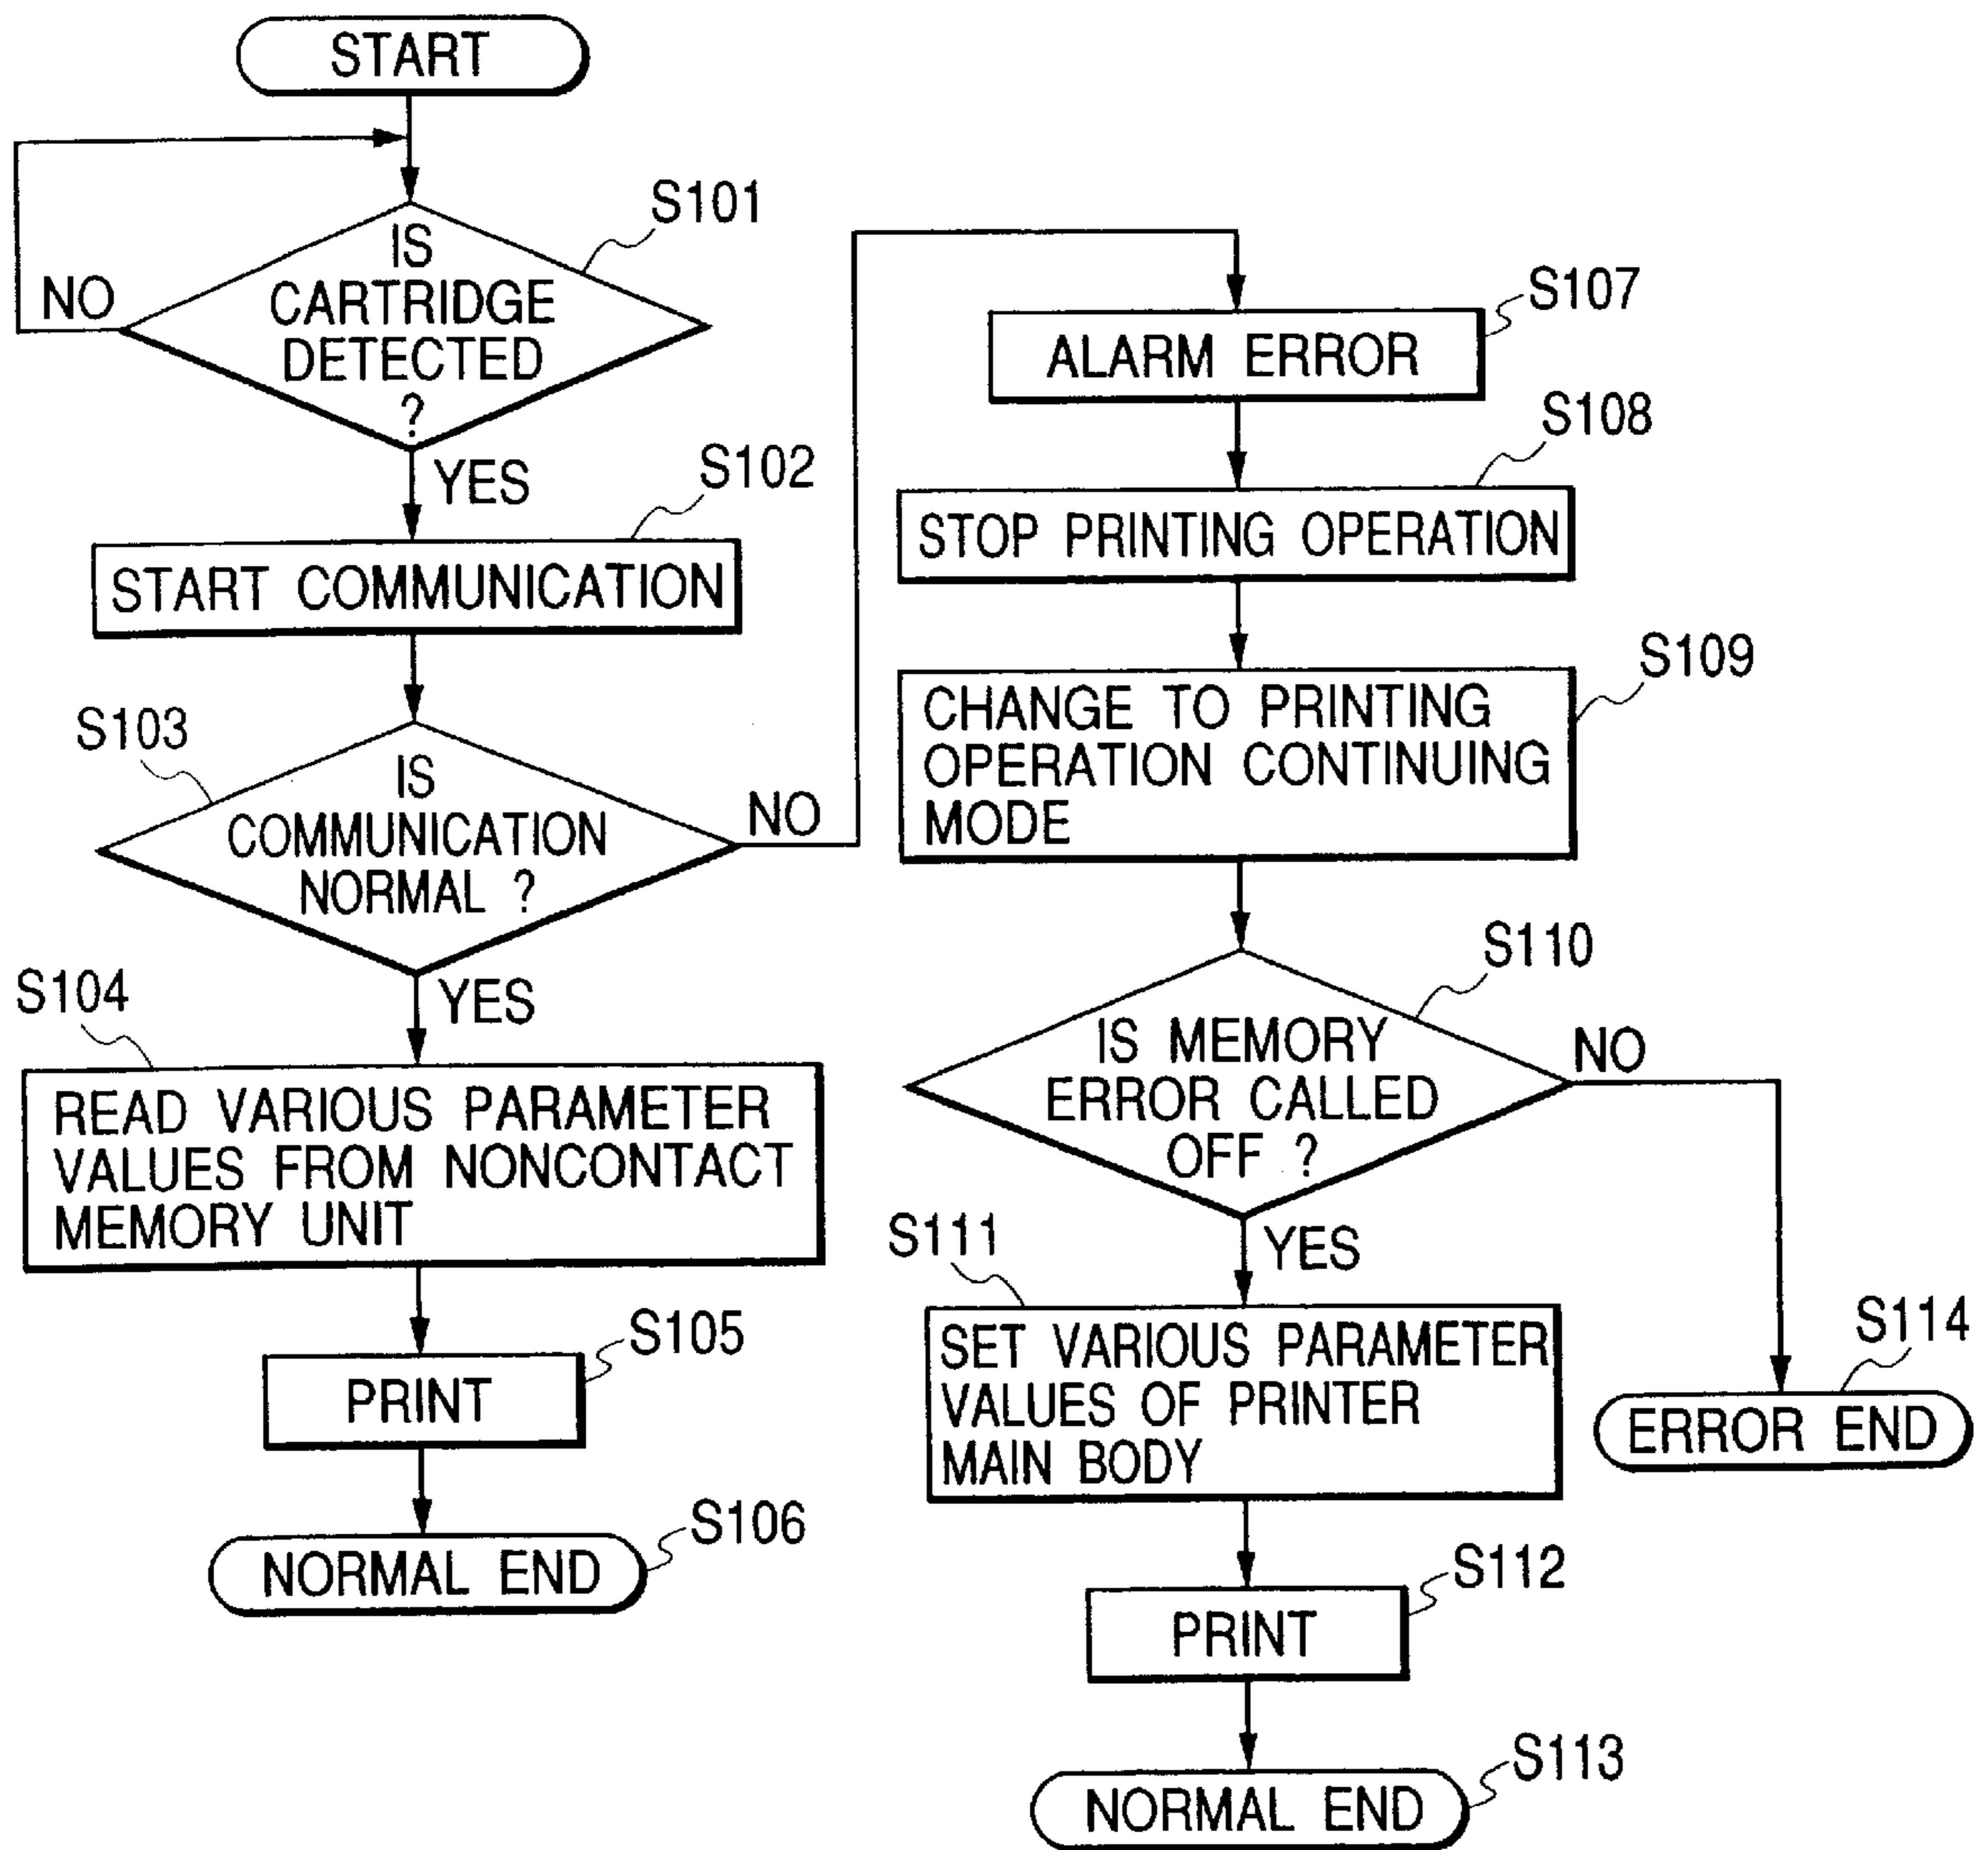 START
S101
IS
CARTRIDGE
DETECTED
?
NO
YES
S102
START COMMUNICATION
S103
IS
COMMUNICATION
NORMAL ?
NO
YES
S104
READ VARIOUS PARAMETER
VALUES FROM NONCONTACT
MEMORY UNIT
S105
PRINT
S106
NORMAL END
S107
ALARM ERROR
S108
STOP PRINTING OPERATION
S109
CHANGE TO PRINTING
OPERATION CONTINUING
MODE
S110
IS MEMORY
ERROR CALLED
OFF ?
NO
YES
S111
SET VARIOUS PARAMETER
VALUES OF PRINTER
MAIN BODY
S114
ERROR END
S112
PRINT
S113
NORMAL END